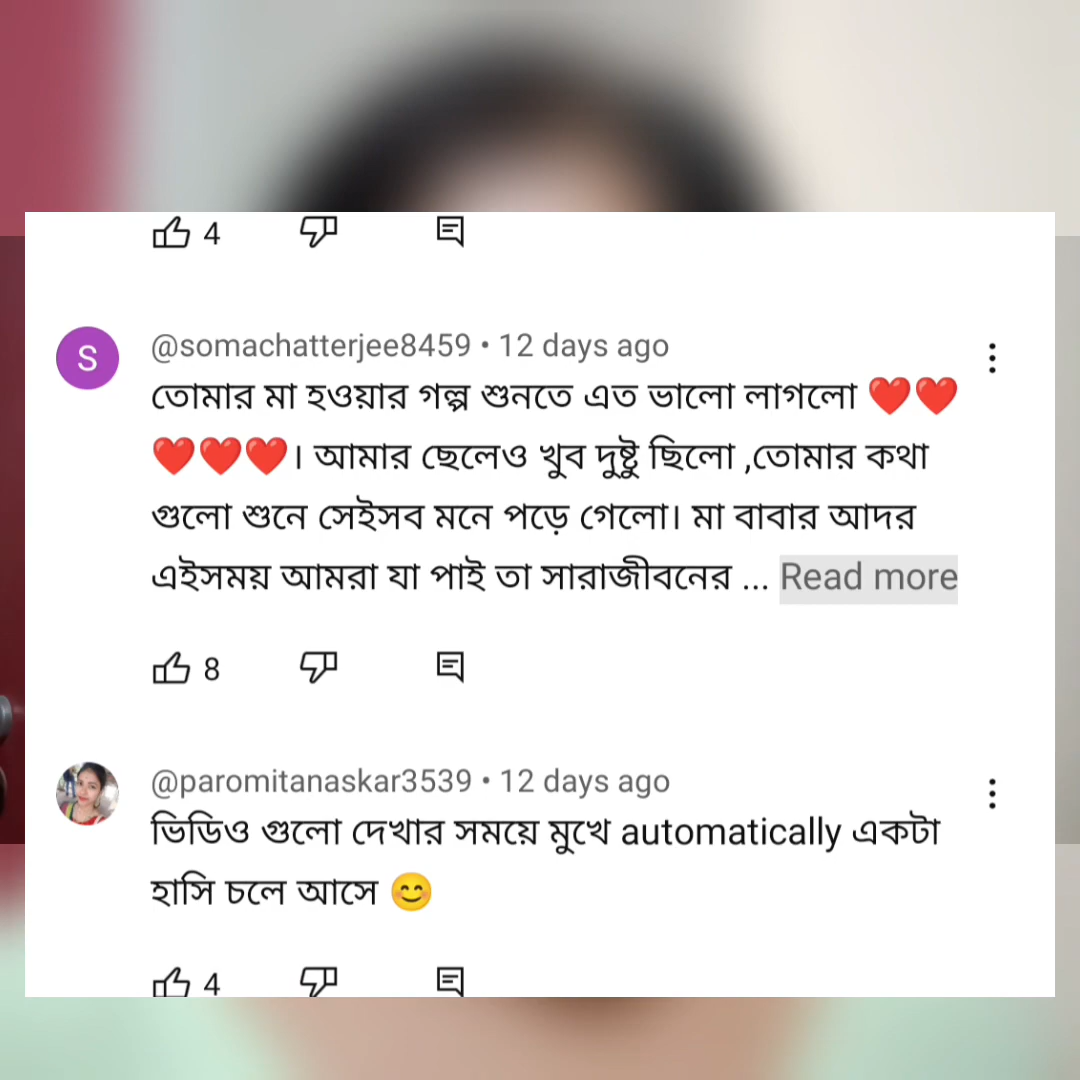 4
S
@somachatterjee8459 • 12 days ago
তোমার মা হওয়ার গল্প শুনতে এত ভালো লাগলো ❤️❤️
❤️❤️❤️। আমার ছেলেও খুব দুষ্টু ছিলো ,তোমার কথা
গুলো শুনে সেইসব মনে পড়ে গেলো। মা বাবার আদর
এইসময় আমরা যা পাই তা সারাজীবনের ... Read more
8
@paromitanaskar3539 • 12 days ago
ভিডিও গুলো দেখার সময়ে মুখে automatically একটা
হাসি চলে আসে 😊
4